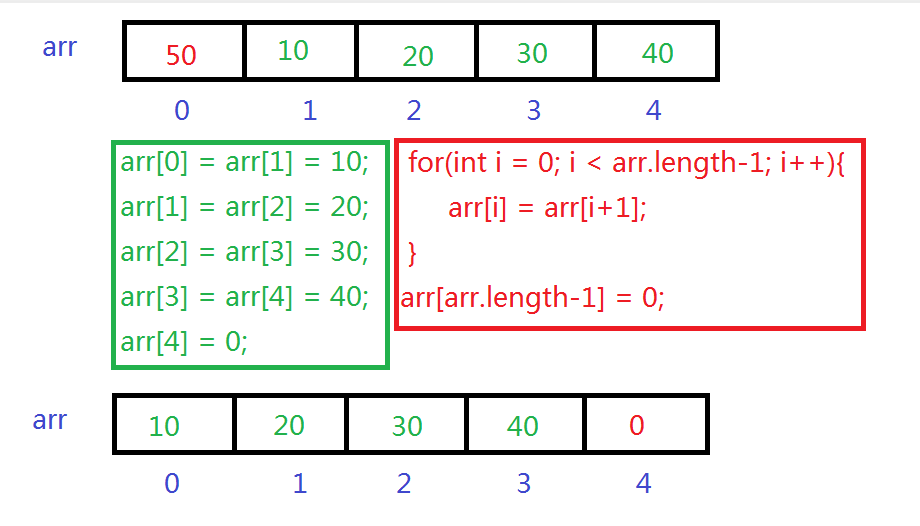 arr 50 10 20 30 40
0 1 2 3 4
arr[0] = arr[1] = 10;
arr[1] = arr[2] = 20;
arr[2] = arr[3] = 30;
arr[3] = arr[4] = 40;
arr[4] = 0;
for(int i = 0; i < arr.length-1; i++){
arr[i] = arr[i+1];
}
arr[arr.length-1] = 0;
arr 10 20 30 40 0
0 1 2 3 4